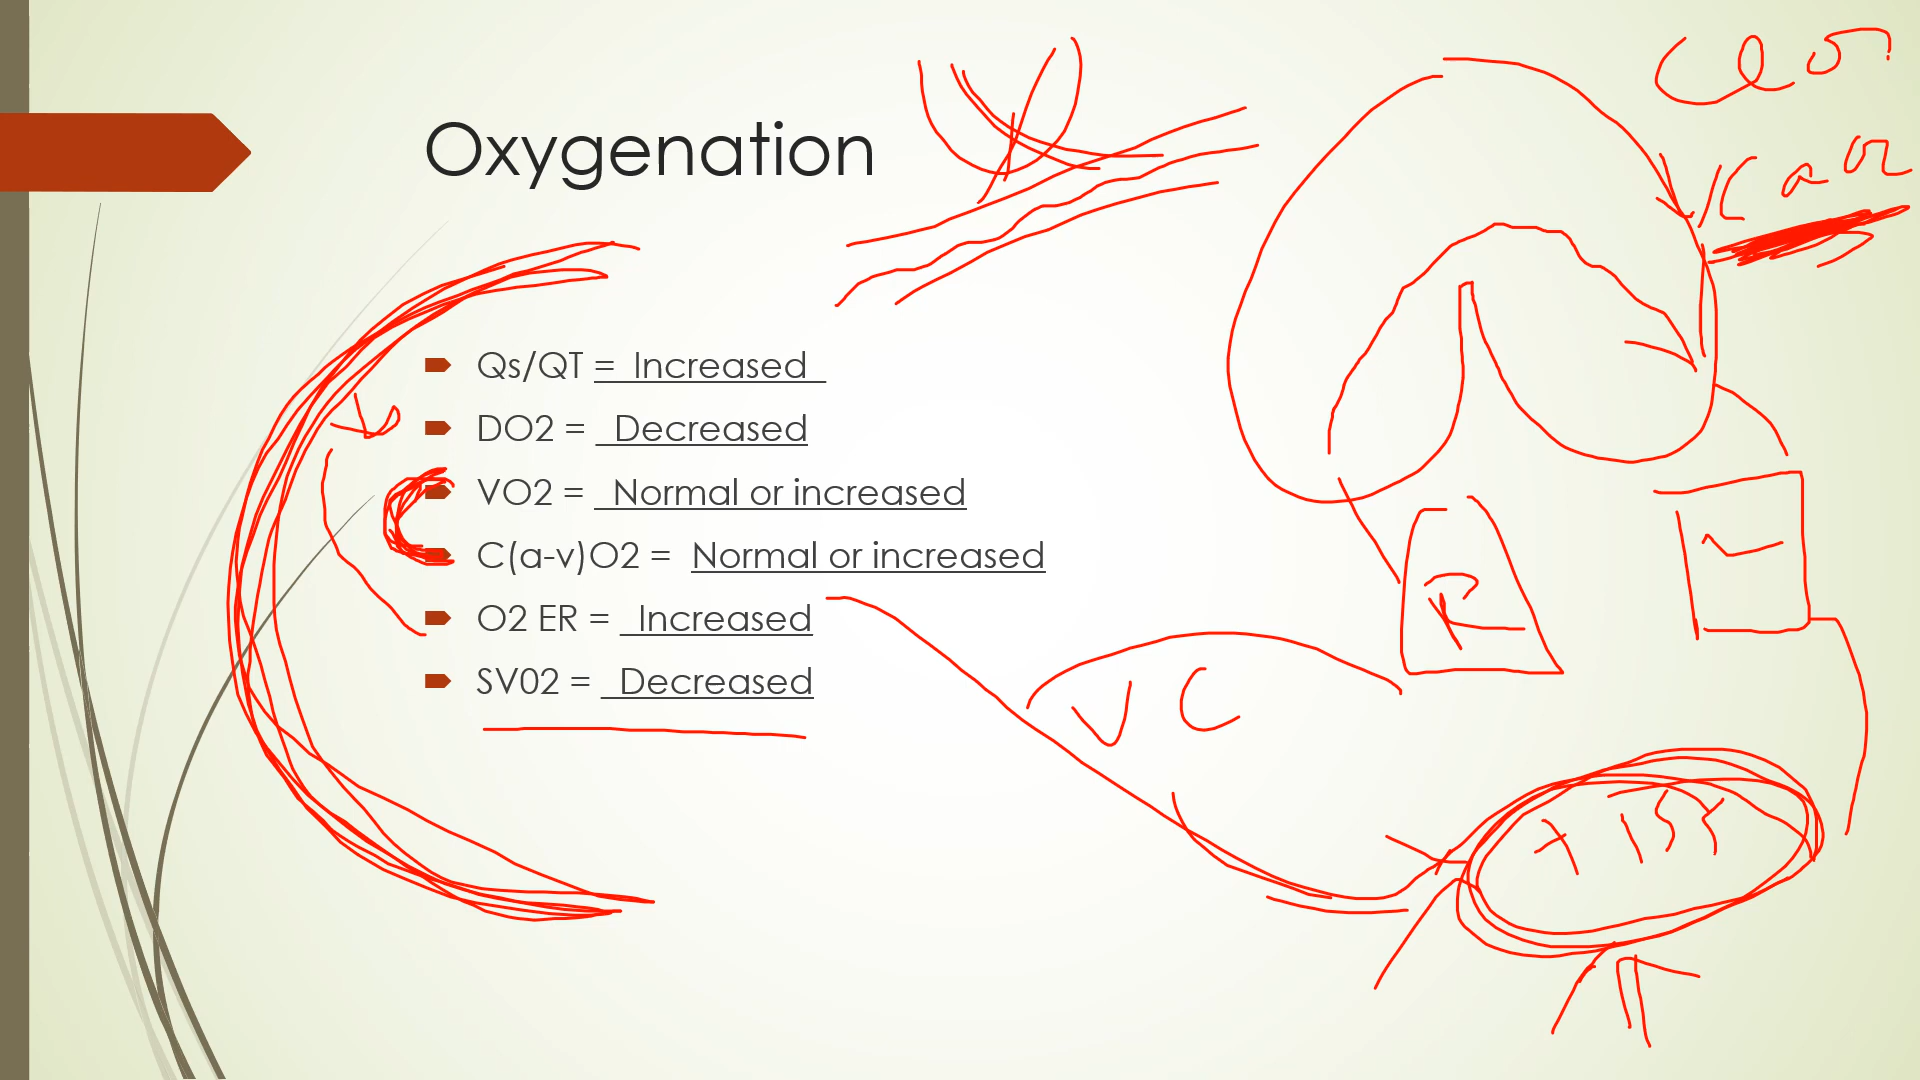 Oxygenation
Qs/QT = Increased
DO2 = Decreased
VO2 = Normal or increased
C(a-v)O2 = Normal or increased
O2 ER = Increased
SV02 = Decreased
R
VC